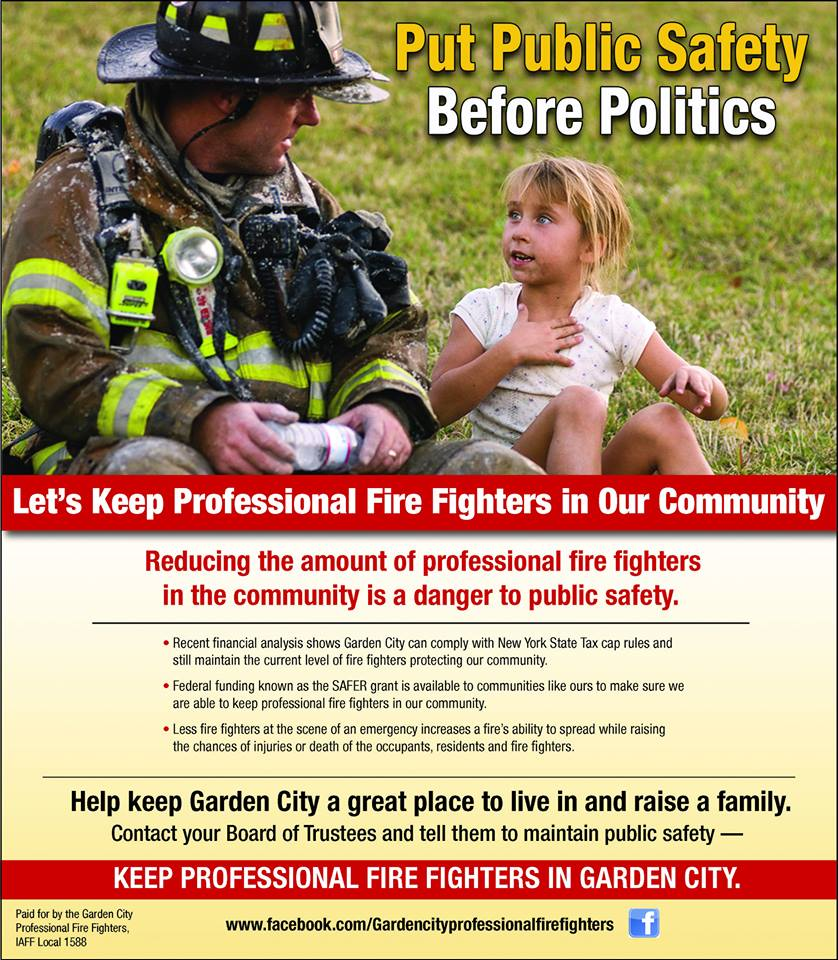 Put Public Safety
Before Politics
Let's Keep Professional Fire Fighters in Our Community
Reducing the amount of professional fire fighters
in the community is a danger to public safety.
• Recent financial analysis shows Garden City can comply with New York State Tax cap rules and
still maintain the current level of fire fighters protecting our community.
• Federal funding known as the SAFER grant is available to communities like ours to make sure we
are able to keep professional fire fighters in our community.
• Less fire fighters at the scene of an emergency increases a fire's ability to spread while raising
the chances of injuries or death of the occupants, residents and fire fighters.
Help keep Garden City a great place to live in and raise a family.
Contact your Board of Trustees and tell them to maintain public safety —
KEEP PROFESSIONAL FIRE FIGHTERS IN GARDEN CITY.
Paid for by the Garden City
Professional Fire Fighters,
IAFF Local 1588
www.facebook.com/Gardencityprofessionalfirefighters
f